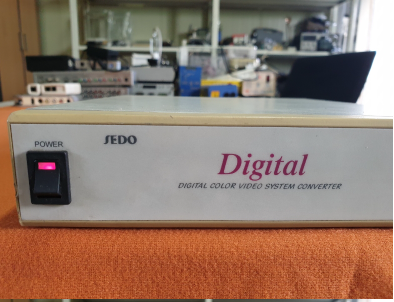 POWER
SEDO
Digital
DIGITAL COLOR VIDEO SYSTEM CONVERTER